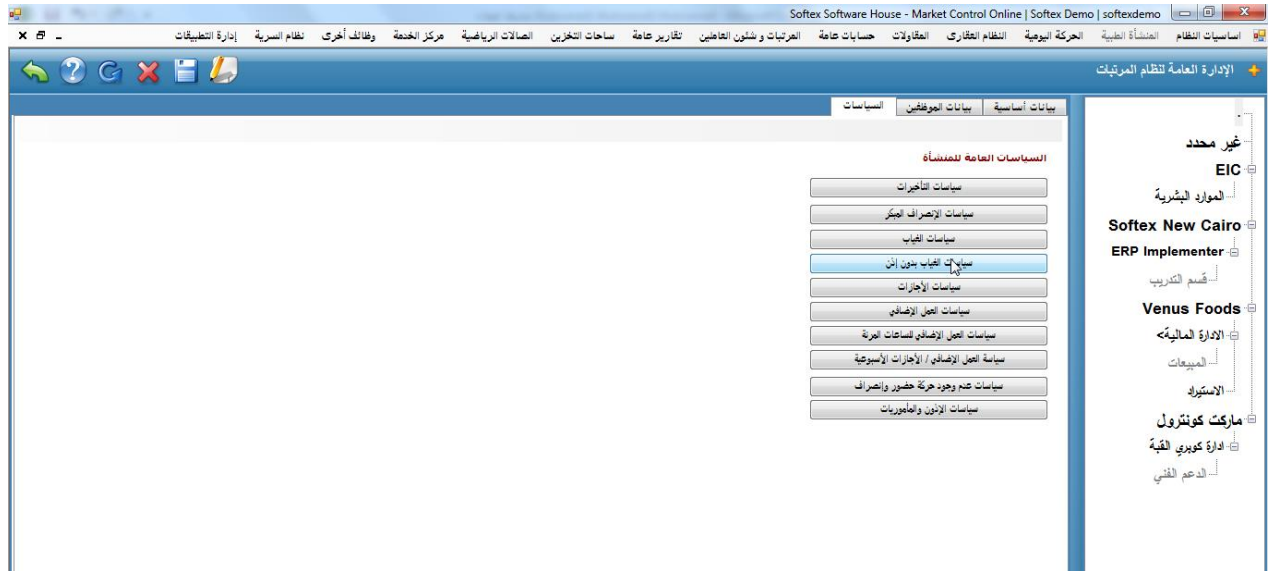 Softex Software House - Market Control Online | Softex Demo | softexdemo
اساسيات النظام المنشأة الطبية الحركة اليومية النظام العقارى المقاولات حسابات عامة المرتبات و شئون العاملين تقارير عامة ساحات التخزين الصالات الرياضية مركز الخدمة وظائف أخرى نظام السرية إدارة التطبيقات
الإدارة العامة لنظام المرتبات
بيانات أساسية بيانات الموظفين السياسات
السياسات العامة للمنشأة
سياسات التأخيرات
سياسات الإنصراف المبكر
سياسات الغياب
سياسات الغياب بدون إذن
سياسات الأجازات
سياسات العمل الإضافي
سياسات العمل الإضافي للساعات المرنة
سياسة العمل الإضافي / الأجازات الأسبوعية
سياسات عدم وجود حركة حضور وإنصراف
سياسات الإذون والمأموريات
.
غير محدد
EIC
الموارد البشرية
Softex New Cairo
ERP Implementer
قسم التدريب
Venus Foods
الادارة المالية>
المبيعات
الاستيراد
ماركت كونترول
ادارة كوبري القبة
الدعم الفني